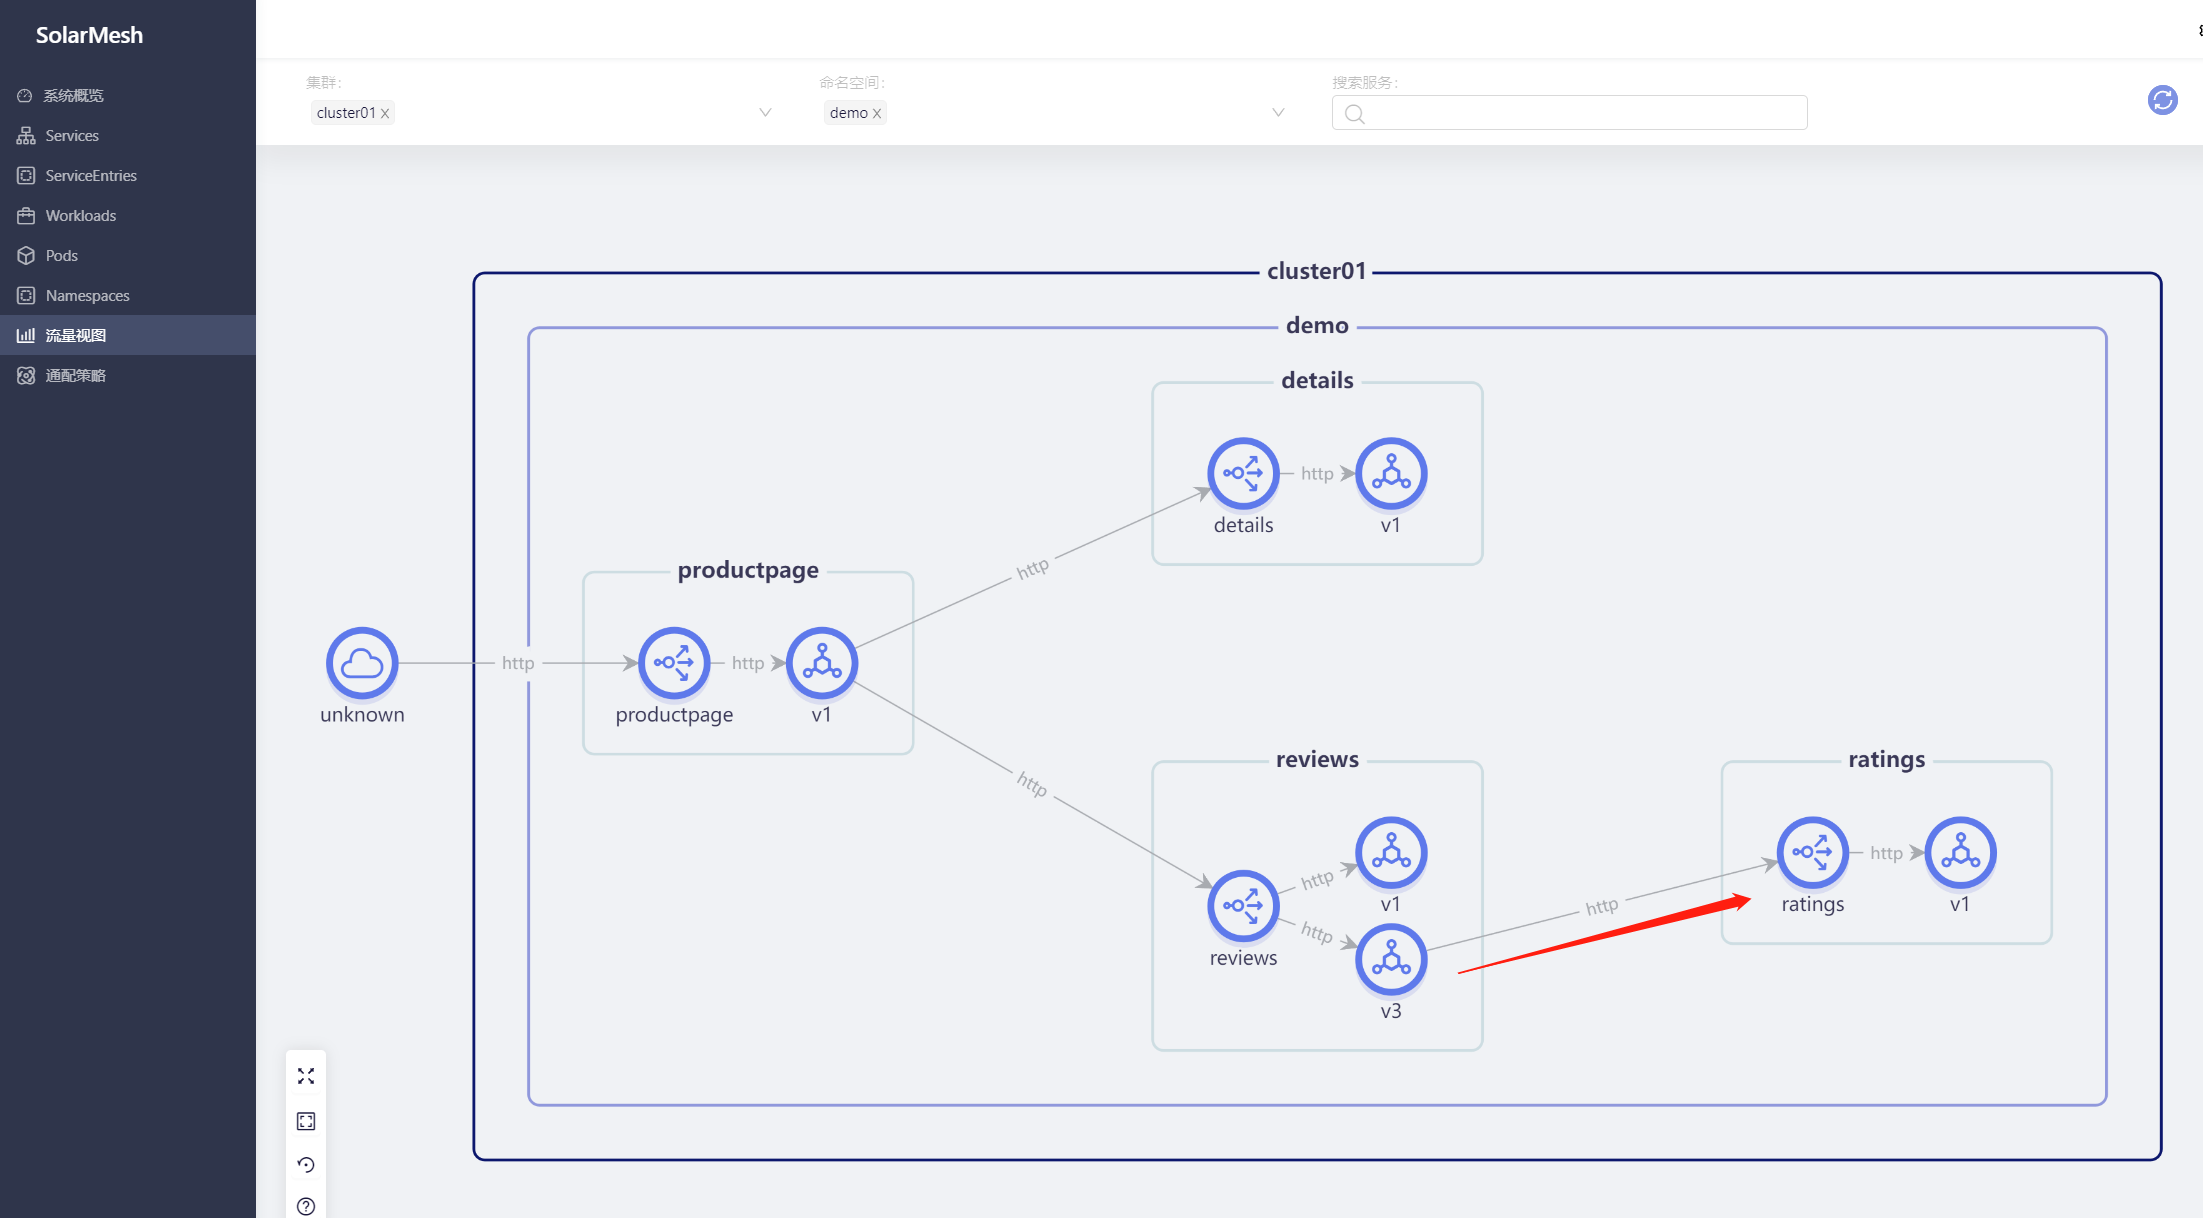 SolarMesh
系统概览
Services
ServiceEntries
Workloads
Pods
Namespaces
流量视图
通配策略
集群:
cluster01 X
命名空间:
demo X
搜索服务:
cluster01
demo
details
http
details
v1
http
productpage
unknown
http
productpage
http
v1
http
reviews
reviews
http
v1
http
v3
http
ratings
ratings
http
v1